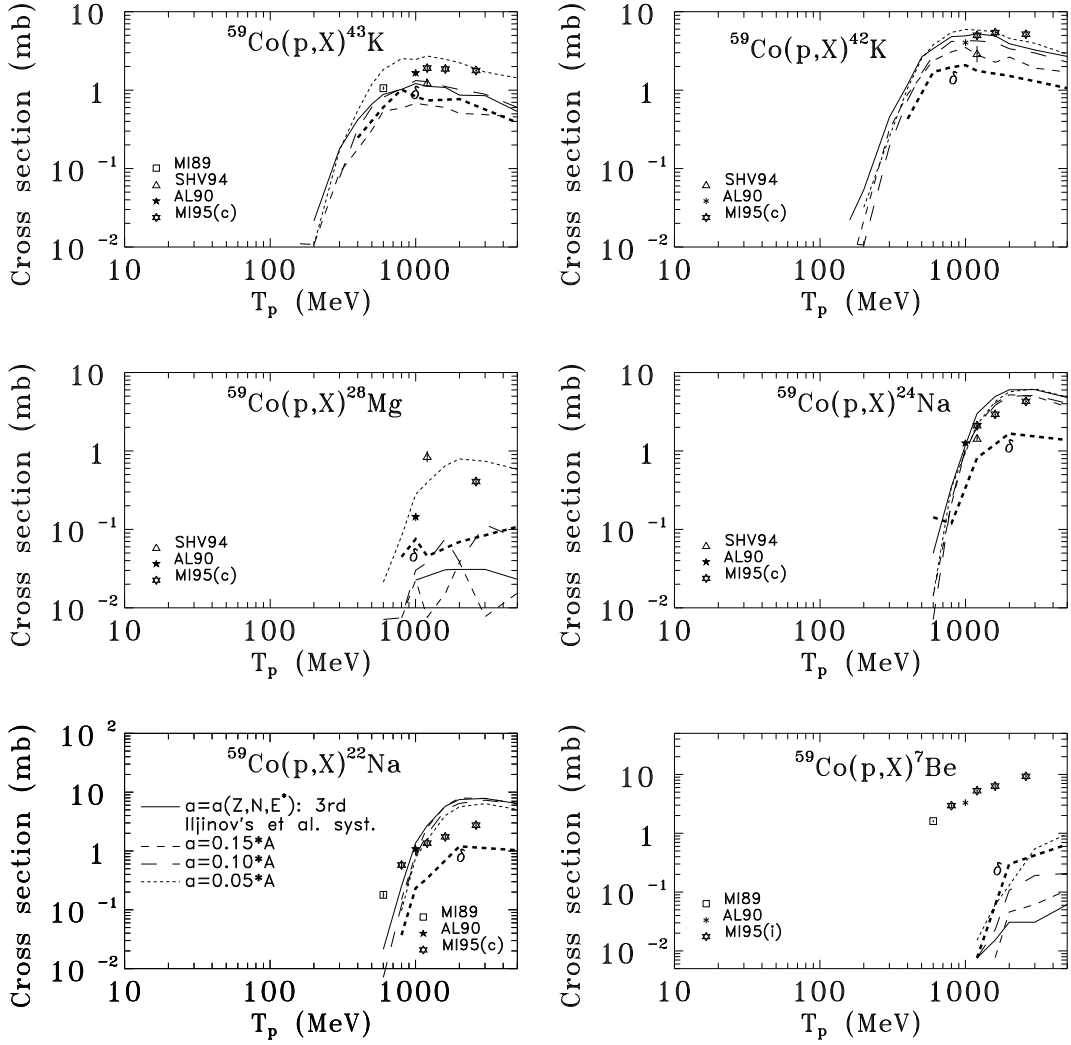 ⁵⁹Co(p,X)⁴³K
Cross section (mb)
10
1
10 ⁻¹
10 ⁻²
δ
MI89
SHV94
AL90
MI95(c)
10 100 1000
Tₚ (MeV)
⁵⁹Co(p,X)⁴²K
Cross section (mb)
10
1
10 ⁻¹
10 ⁻²
δ
SHV94
AL90
MI95(c)
10 100 1000
Tₚ (MeV)
⁵⁹Co(p,X)²⁸Mg
Cross section (mb)
10
1
10 ⁻¹
10 ⁻²
δ
SHV94
AL90
MI95(c)
10 100 1000
Tₚ (MeV)
⁵⁹Co(p,X)²⁴Na
Cross section (mb)
10
1
10 ⁻¹
10 ⁻²
δ
SHV94
AL90
MI95(c)
10 100 1000
Tₚ (MeV)
⁵⁹Co(p,X)²²Na
Cross section (mb)
10 ²
10
1
10 ⁻¹
10 ⁻²
a=a(Z,N,E*): 3rd
Iljinov's et al. syst.
a=0.15*A
a=0.10*A
a=0.05*A
δ
MI89
AL90
MI95(c)
10 100 1000
Tₚ (MeV)
⁵⁹Co(p,X)⁷Be
Cross section (mb)
10
1
10 ⁻¹
10 ⁻²
δ
MI89
AL90
MI95(i)
10 100 1000
Tₚ (MeV)